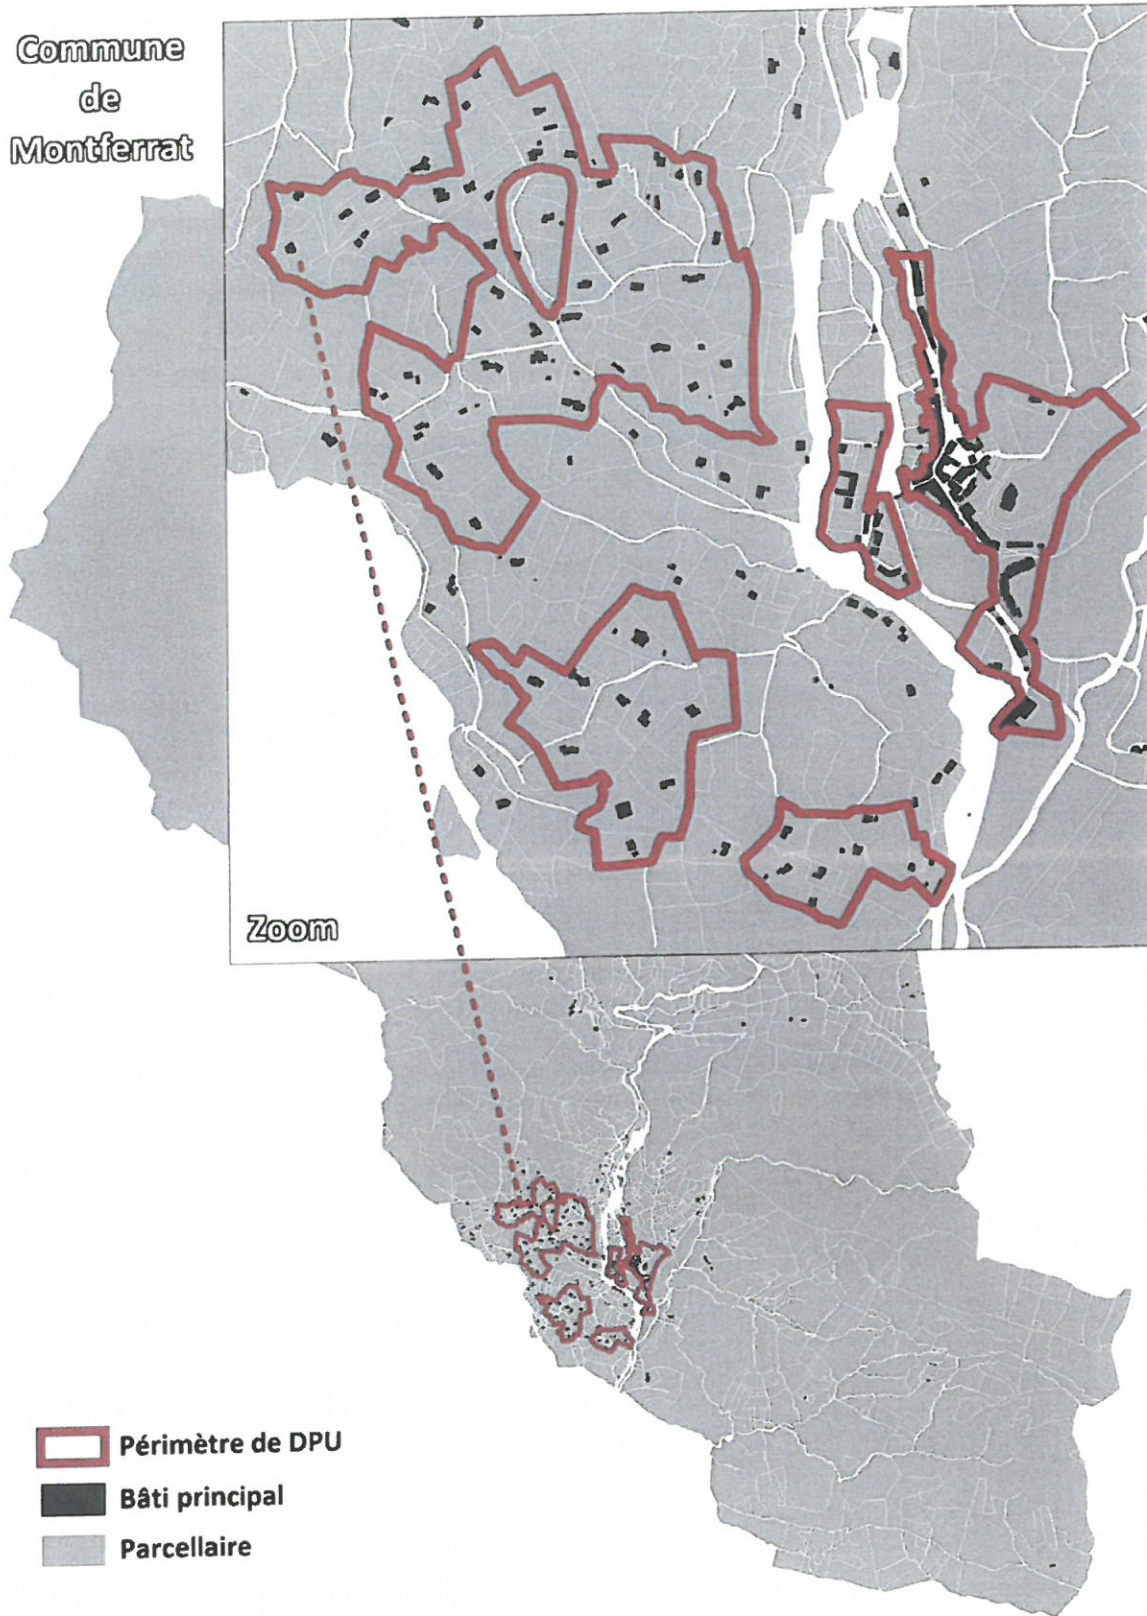 Commune
de
Montferrat
Zoom
Périmètre de DPU
Bâti principal
Parcellaire